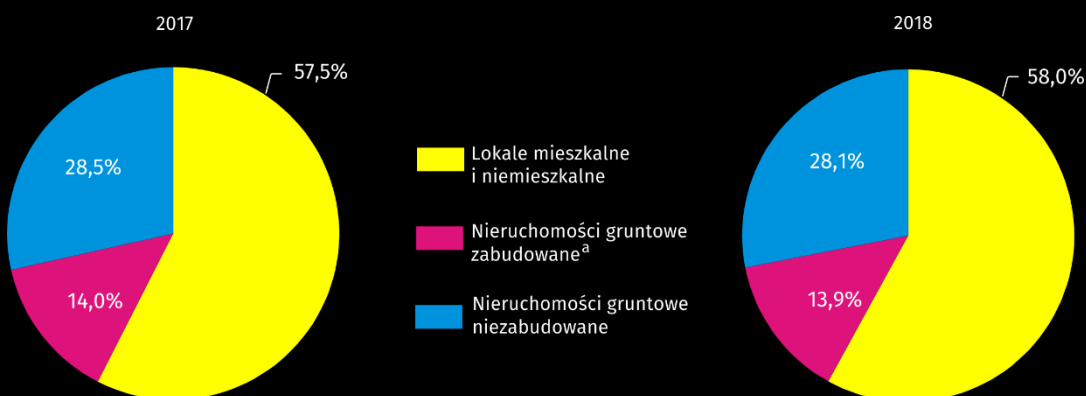 2017
57,5%
28,5%
14,0%
Lokale mieszkalne
i niemieszkalne
Nieruchomości gruntowe
zabudowaneᵃ
Nieruchomości gruntowe
niezabudowane
2018
58,0%
28,1%
13,9%